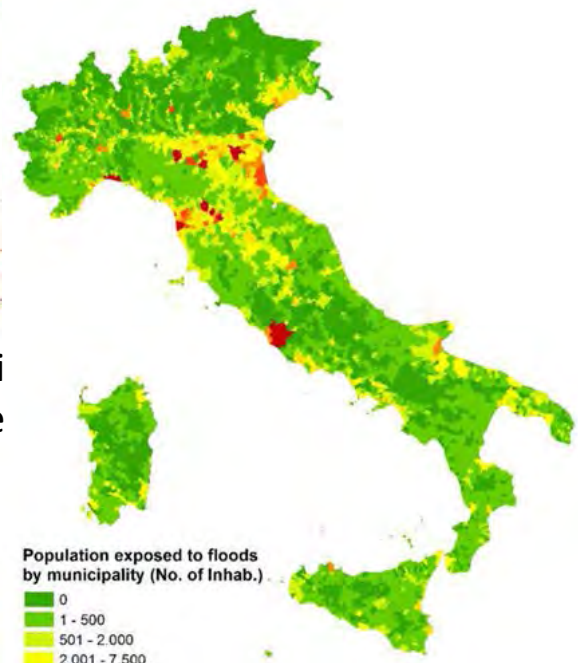 i
e
Population exposed to floods
by municipality (No. of Inhab.)
0
1 - 500
501 - 2.000
2.001 - 7.500